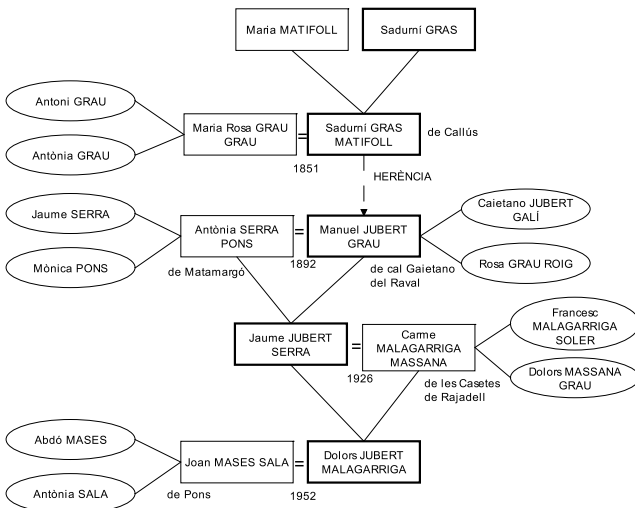 Maria MATIFOLL
Sadurní GRAS
Antoni GRAU
Antònia GRAU
Maria Rosa GRAU
GRAU
=
Sadurní GRAS
MATIFOLL
de Callús
1851
HERÈNCIA
Jaume SERRA
Mònica PONS
Antònia SERRA
PONS
=
Manuel JUBERT
GRAU
Caietano JUBERT
GALÍ
Rosa GRAU ROIG
de Matamargó
1892
de cal Gaietano
del Raval
Jaume JUBERT
SERRA
=
Carme
MALAGARRIGA
MASSANA
Francesc
MALAGARRIGA
SOLER
Dolors MASSANA
GRAU
1926
de les Casetes
de Rajadell
Abdó MASES
Antònia SALA
Joan MASES SALA
=
Dolors JUBERT
MALAGARRIGA
de Pons
1952